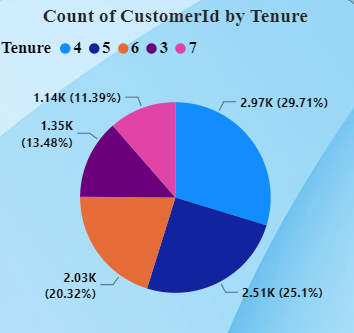 Count of CustomerId by Tenure
Tenure 4 5 6 3 7
1.14K (11.39%)
2.97K (29.71%)
1.35K
(13.48%)
2.03K
(20.32%)
2.51K (25.1%)